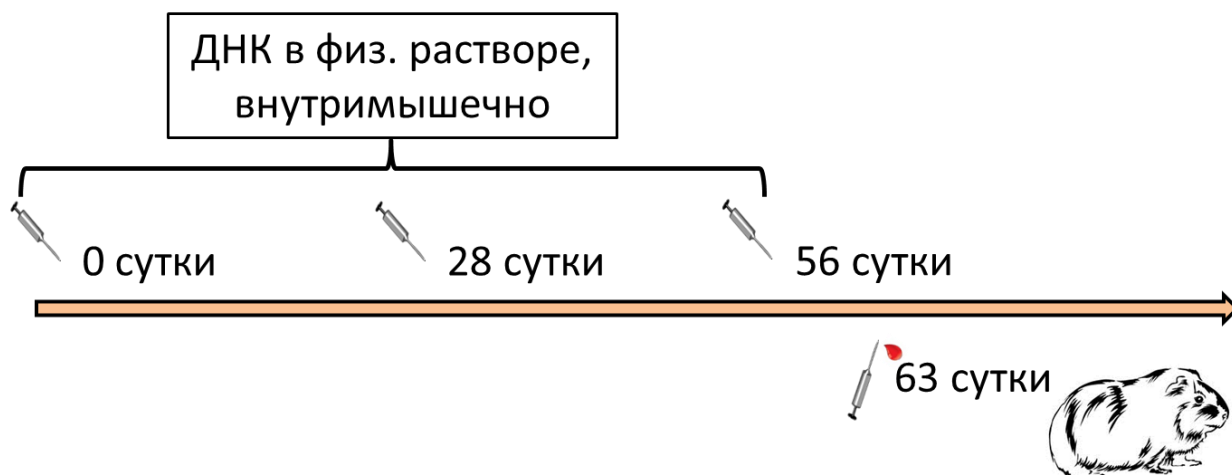 ДНК в физ. растворе,
внутримышечно
0 сутки
28 сутки
56 сутки
63 сутки